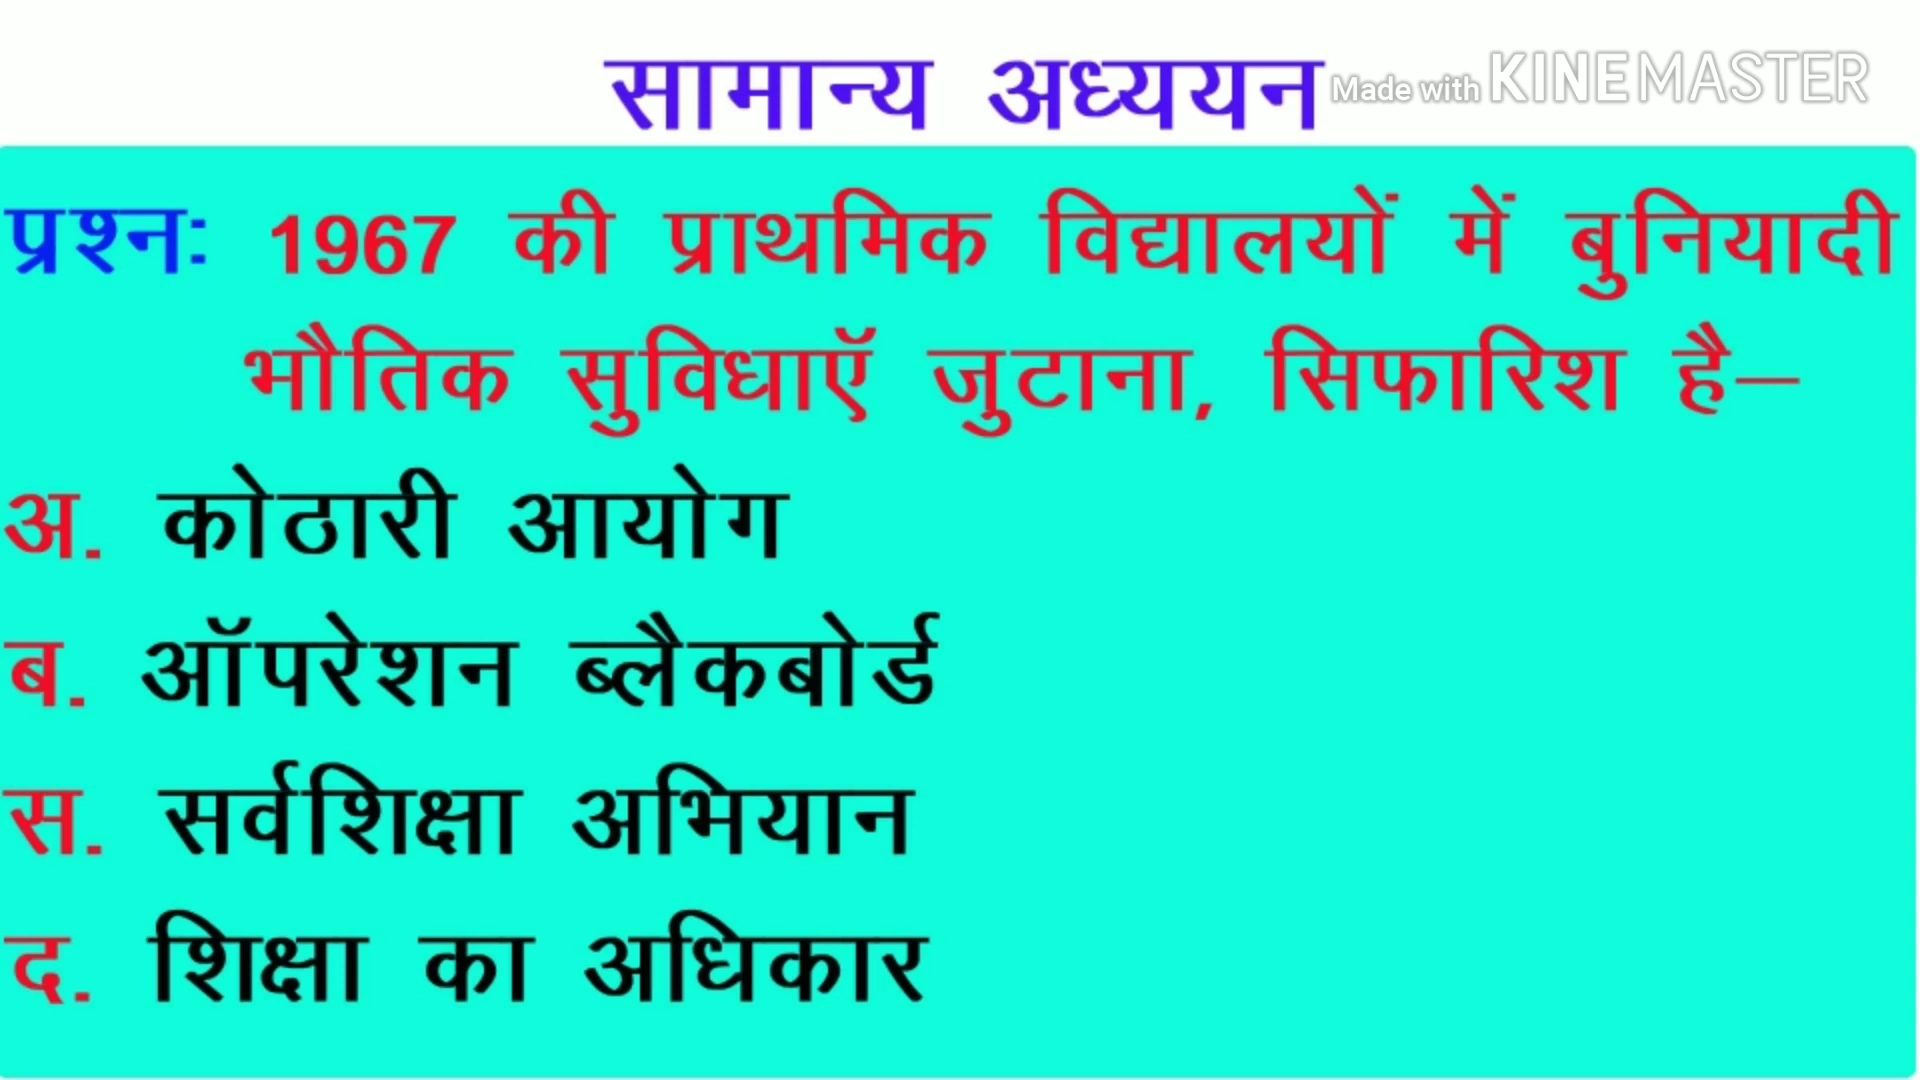 सामान्य अध्ययन Made with KINEMASTER
प्रश्न: 1967 की प्राथमिक विद्यालयों में बुनियादी
भौतिक सुविधाएॅ जुटाना, सिफारिश है—
अ. कोठारी आयोग
ब. ऑपरेशन ब्लैकबोर्ड
स. सर्वशिक्षा अभियान
द. शिक्षा का अधिकार